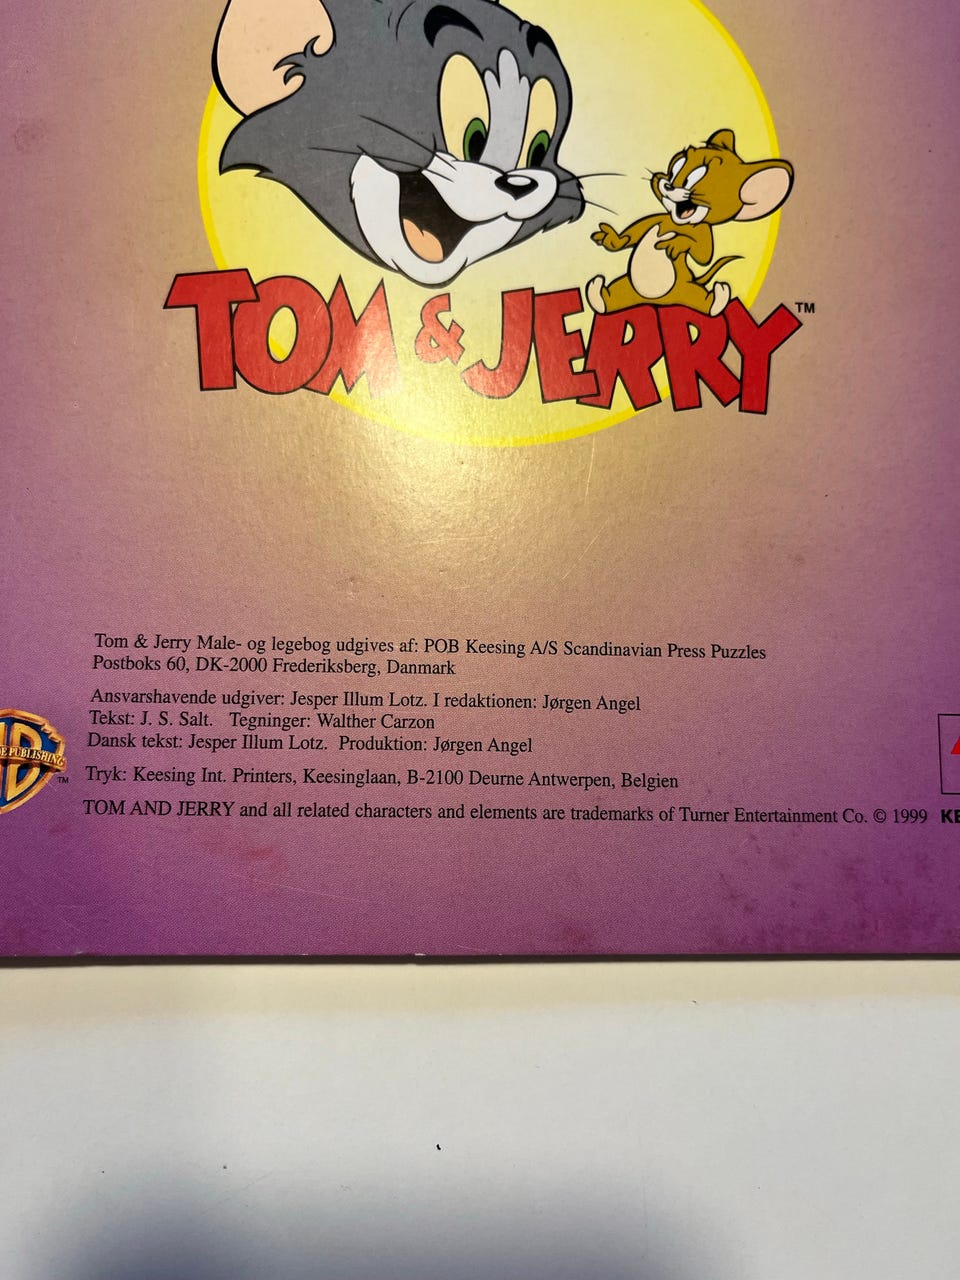 TOM & JERRY™
Tom & Jerry Male- og legebog udgives af: POB Keesing A/S Scandinavian Press Puzzles
Postboks 60, DK-2000 Frederiksberg, Danmark
Ansvarshavende udgiver: Jesper Illum Lotz. I redaktionen: Jørgen Angel
Tekst: J. S. Salt. Tegninger: Walther Carzon
Dansk tekst: Jesper Illum Lotz. Produktion: Jørgen Angel
PUBLISHING
TM
Tryk: Keesing Int. Printers, Keesinglaan, B-2100 Deurne Antwerpen, Belgien
TOM AND JERRY and all related characters and elements are trademarks of Turner Entertainment Co. © 1999